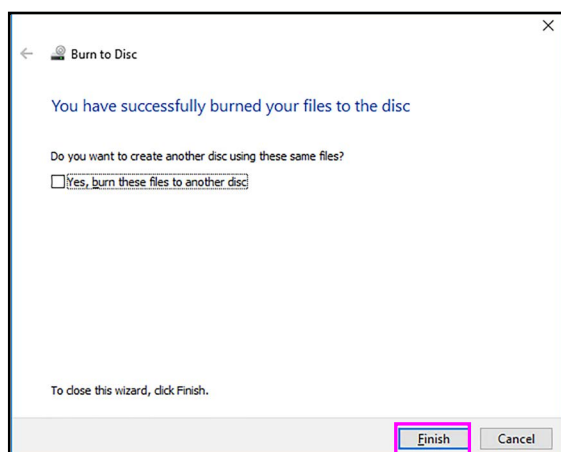 Burn to Disc
You have successfully burned your files to the disc
Do you want to create another disc using these same files?
Yes, burn these files to another disc
To close this wizard, click Finish.
Finish Cancel